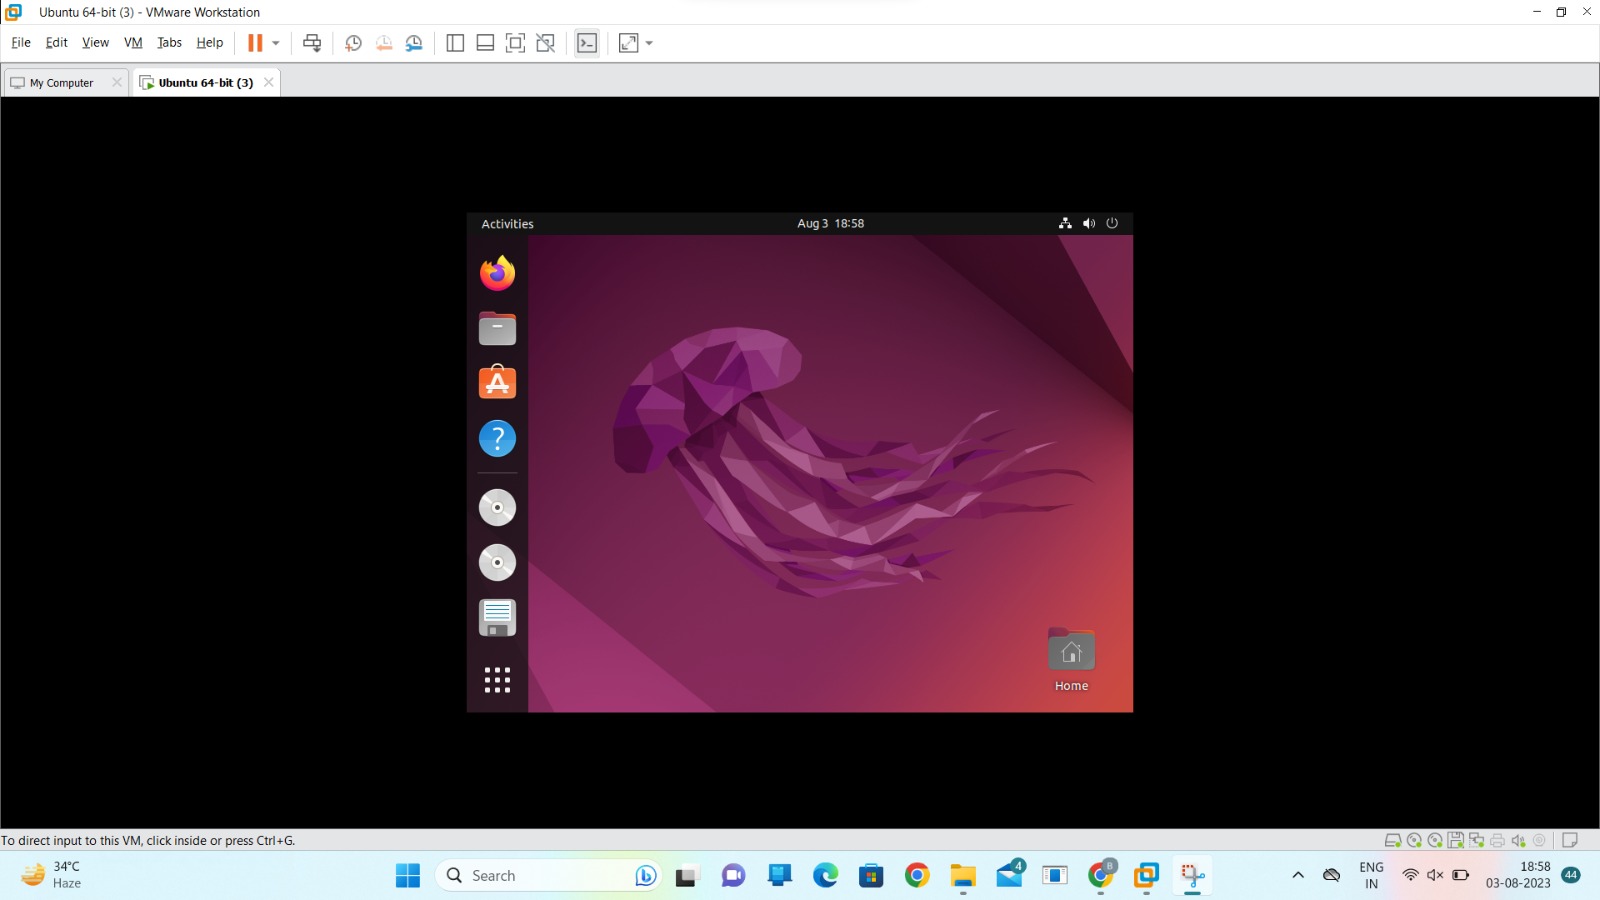 Ubuntu 64-bit (3) - VMware Workstation
File Edit View VM Tabs Help
My Computer
Ubuntu 64-bit (3)
Activities
Aug 3 18:58
Home
To direct input to this VM, click inside or press Ctrl+G.
34°C
Haze
Search
4
B
ENG
IN
18:58
03-08-2023
44